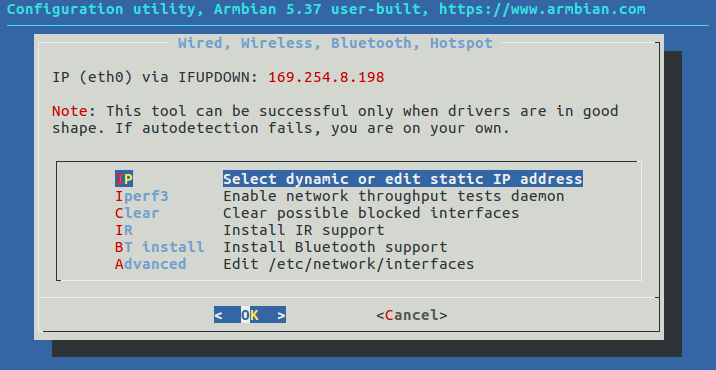 Configuration utility, Armbian 5.37 user-built, https://www.armbian.com
Wired, Wireless, Bluetooth, Hotspot
IP (eth0) via IFUPDOWN: 169.254.8.198
Note: This tool can be successful only when drivers are in good
shape. If autodetection fails, you are on your own.
IP Select dynamic or edit static IP address
Iperf3 Enable network throughput tests daemon
Clear Clear possible blocked interfaces
IR Install IR support
BT install Install Bluetooth support
Advanced Edit /etc/network/interfaces
< OK > <Cancel>